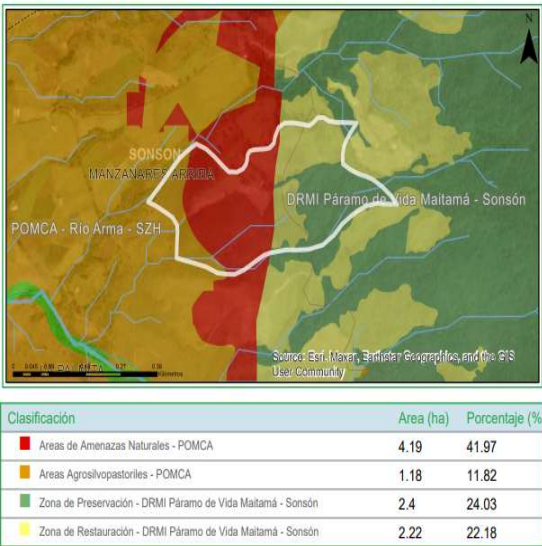 N
SONSON
MANZANARES ARRIBA
DRMI Páramo de Vida Maitamá - Sonsón
POMCA - Río Arma - SZH
Source: Esri, Maxar, Earthstar Geographics, and the GIS
User Community
Kilometers
Clasificación Area (ha) Porcentaje (%
Areas de Amenazas Naturales - POMCA 4.19 41.97
Areas Agrosilvopastoriles - POMCA 1.18 11.82
Zona de Preservación - DRMI Páramo de Vida Maitamá - Sonsón 2.4 24.03
Zona de Restauración - DRMI Páramo de Vida Maitamá - Sonsón 2.22 22.18